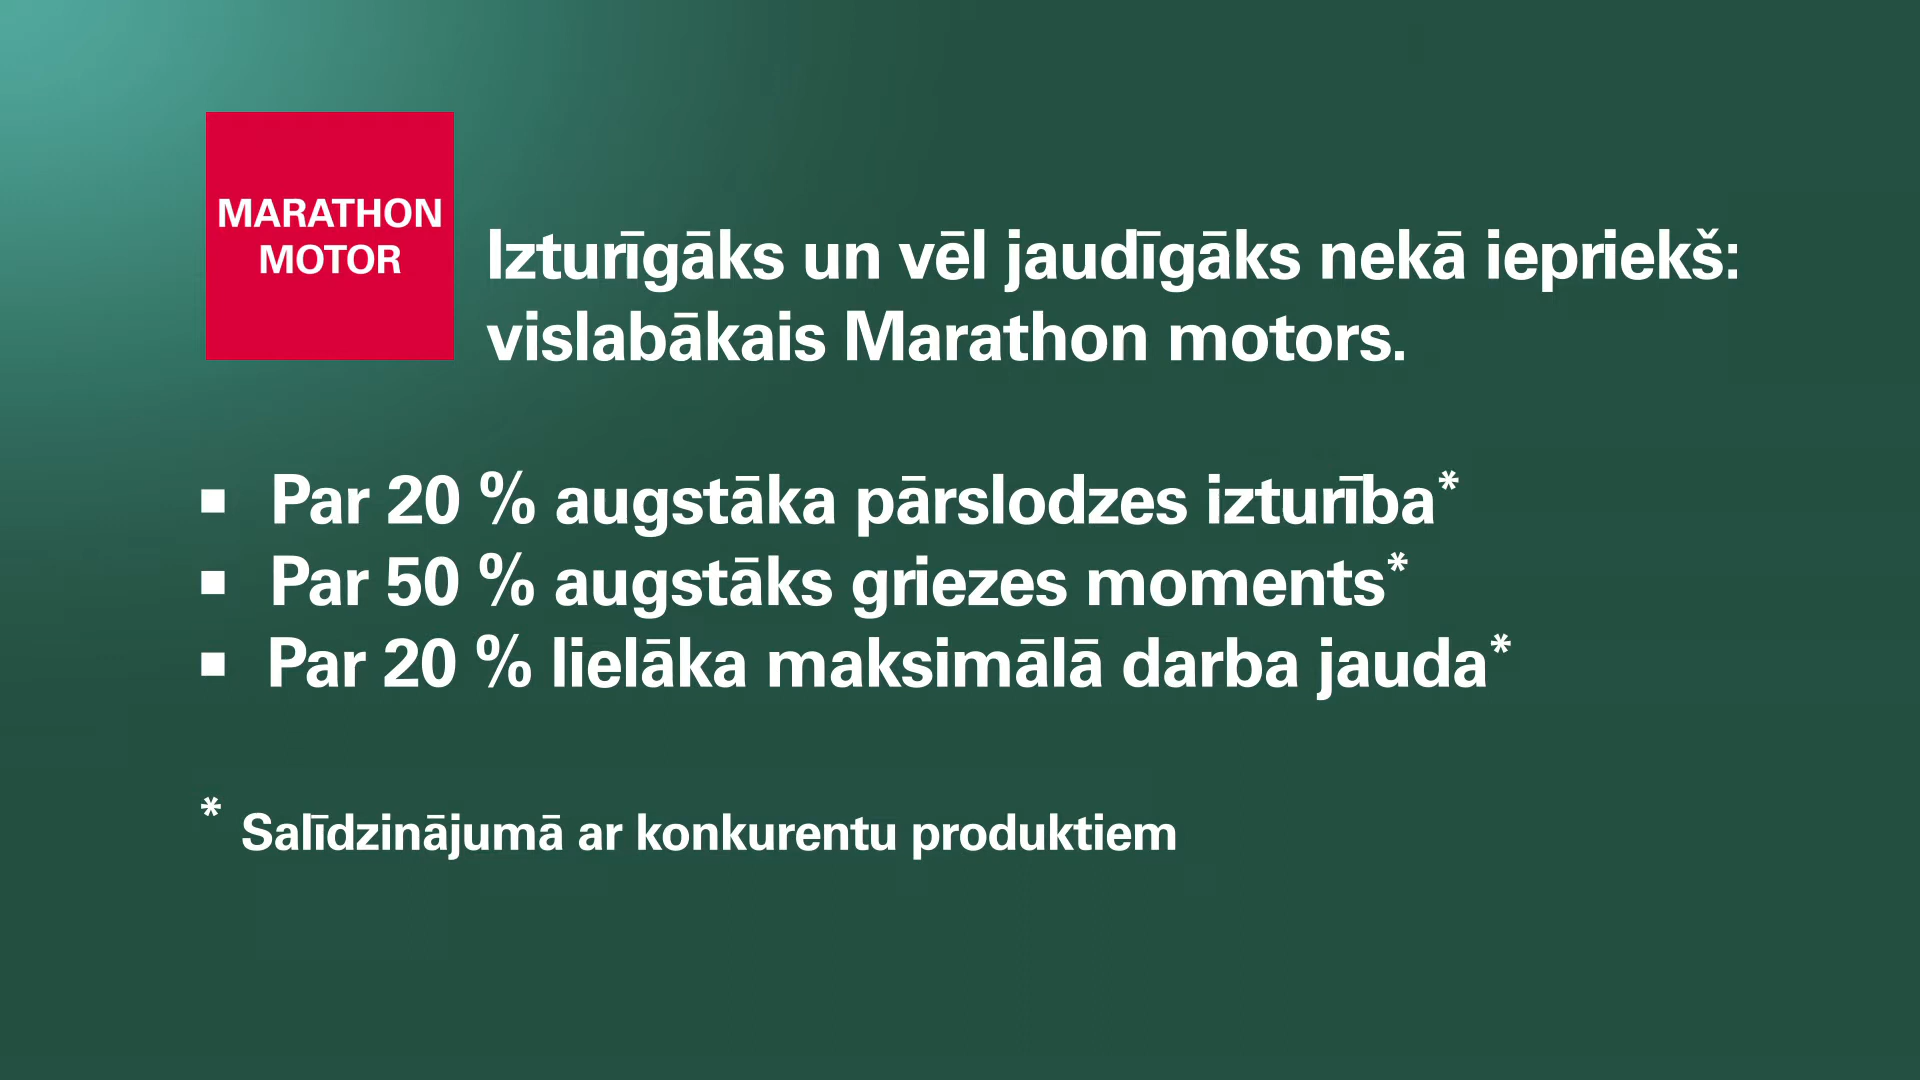 MARATHON
MOTOR
Izturīgāks un vēl jaudīgāks nekā iepriekš:
vislabākais Marathon motors.
▪ Par 20 % augstāka pārslodzes izturība*
▪ Par 50 % augstāks griezes moments*
▪ Par 20 % lielāka maksimālā darba jauda*
* Salīdzinājumā ar konkurentu produktiem